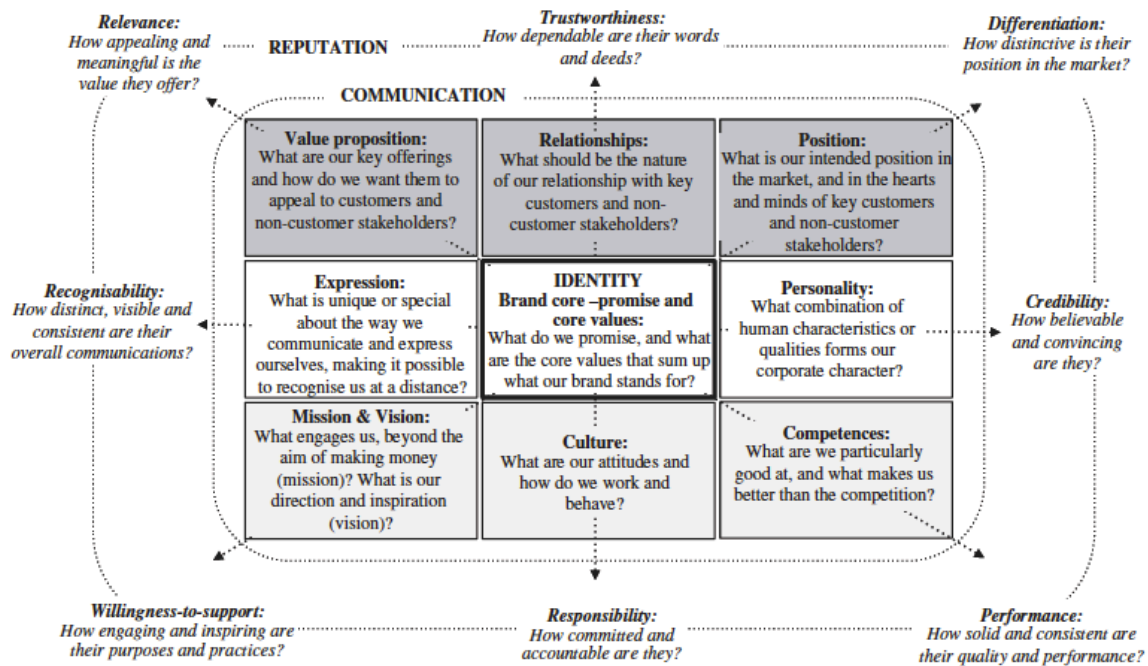 Relevance:
How appealing and
meaningful is the
value they offer?
REPUTATION
Trustworthiness:
How dependable are their words
and deeds?
Differentiation:
How distinctive is their
position in the market?
COMMUNICATION
Value proposition:
What are our key offerings
and how do we want them to
appeal to customers and
non-customer stakeholders?
Relationships:
What should be the nature
of our relationship with key
customers and non-
customer stakeholders?
Position:
What is our intended position in
the market, and in the hearts
and minds of key customers
and non-customer
stakeholders?
Recognisability:
How distinct, visible and
consistent are their
overall communications?
Expression:
What is unique or special
about the way we
communicate and express
ourselves, making it possible
to recognise us at a distance?
IDENTITY
Brand core –promise and
core values:
What do we promise, and what
are the core values that sum up
what our brand stands for?
Personality:
What combination of
human characteristics or
qualities forms our
corporate character?
Credibility:
How believable
and convincing
are they?
Mission & Vision:
What engages us, beyond the
aim of making money
(mission)? What is our
direction and inspiration
(vision)?
Culture:
What are our attitudes and
how do we work and
behave?
Competences:
What are we particularly
good at, and what makes us
better than the competition?
Willingness-to-support:
How engaging and inspiring are
their purposes and practices?
Responsibility:
How committed and
accountable are they?
Performance:
How solid and consistent are
their quality and performance?